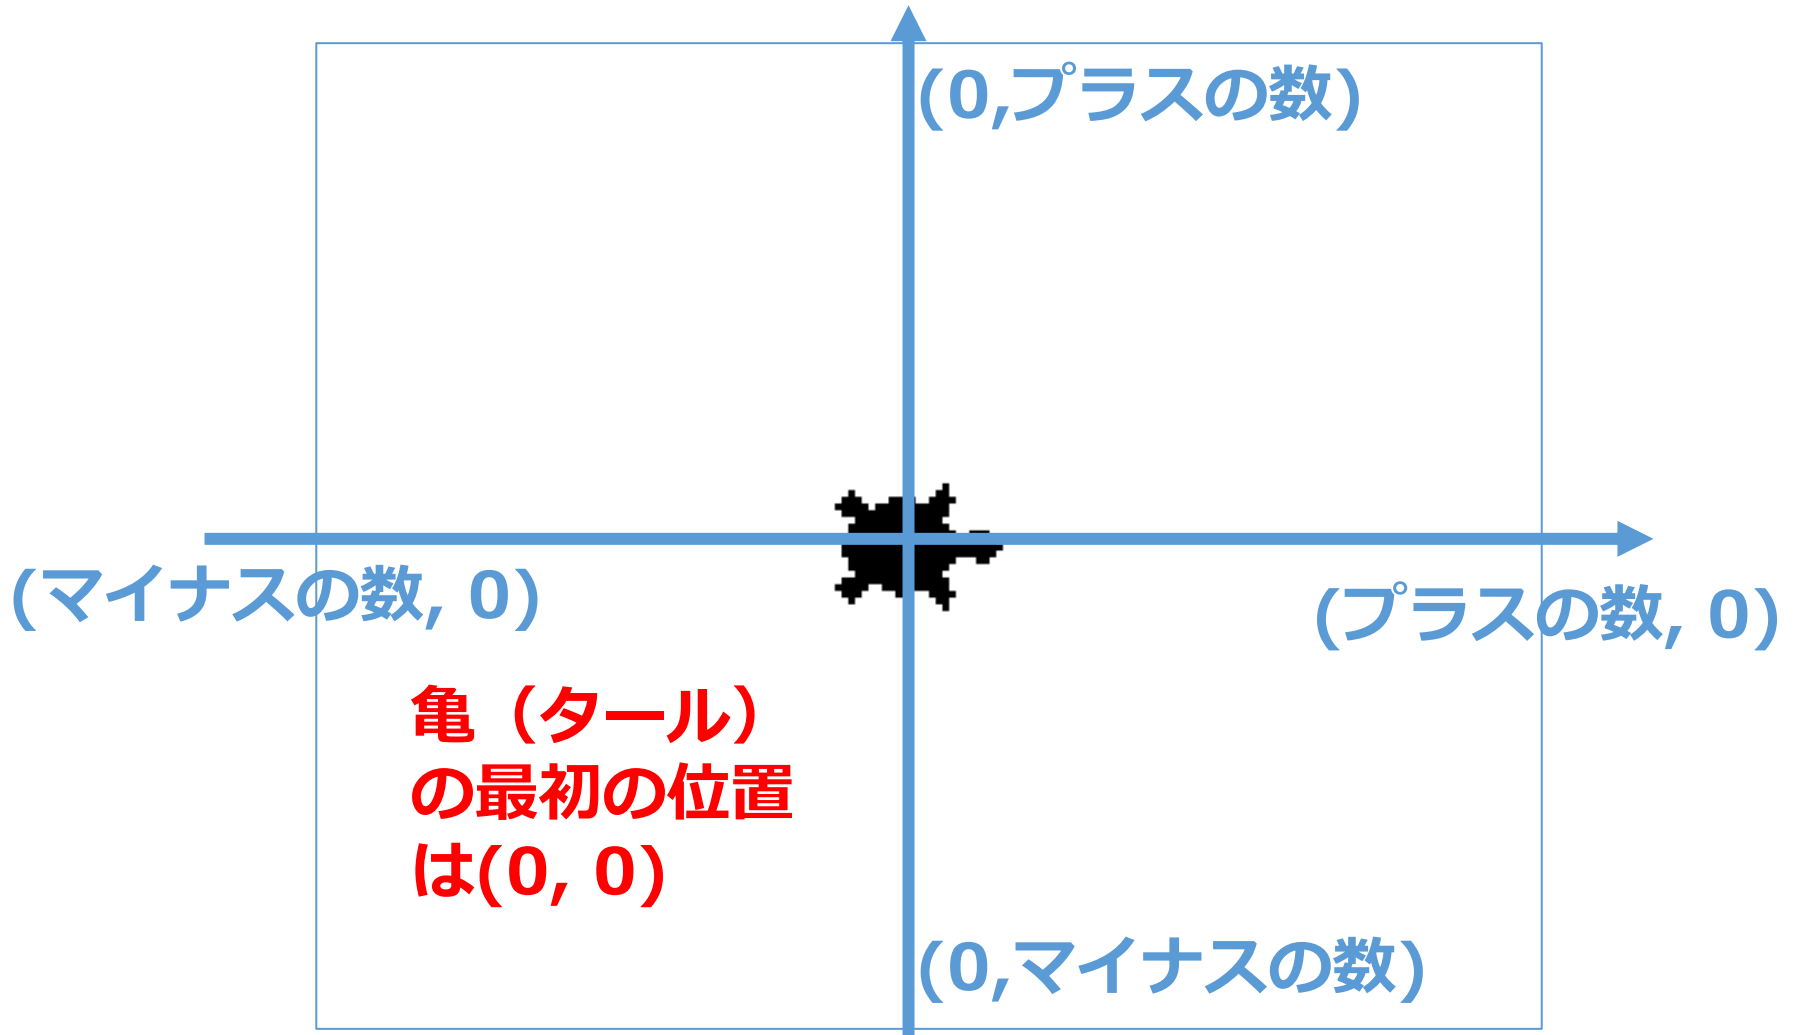 (0,プラスの数)
(マイナスの数, 0)
(プラスの数, 0)
亀（タール）
の最初の位置
は(0, 0)
(0,マイナスの数)